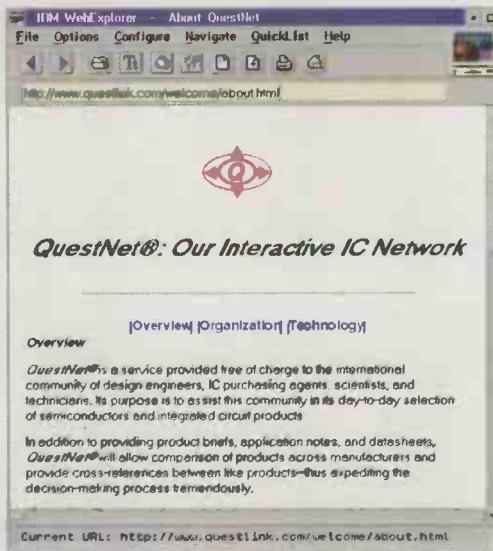 IBM WebExplorer - About QuestNet
File Options Configure Navigate QuickList Help
http://www.questlink.com/welcome/about.html
Q
QuestNet®: Our Interactive IC Network
|Overview| |Organization| |Technology|
Overview
QuestNet® is a service provided free of charge to the international
community of design engineers, IC purchasing agents, scientists, and
technicians. Its purpose is to assist this community in its day-to-day selection
of semiconductors and integrated circuit products
In addition to providing product briefs, application notes, and datasheets,
QuestNet® will allow comparison of products across manufacturers and
provide cross-references between like products—thus expediting the
decision-making process tremendously.
Current URL: http://www.questlink.com/welcome/about.html